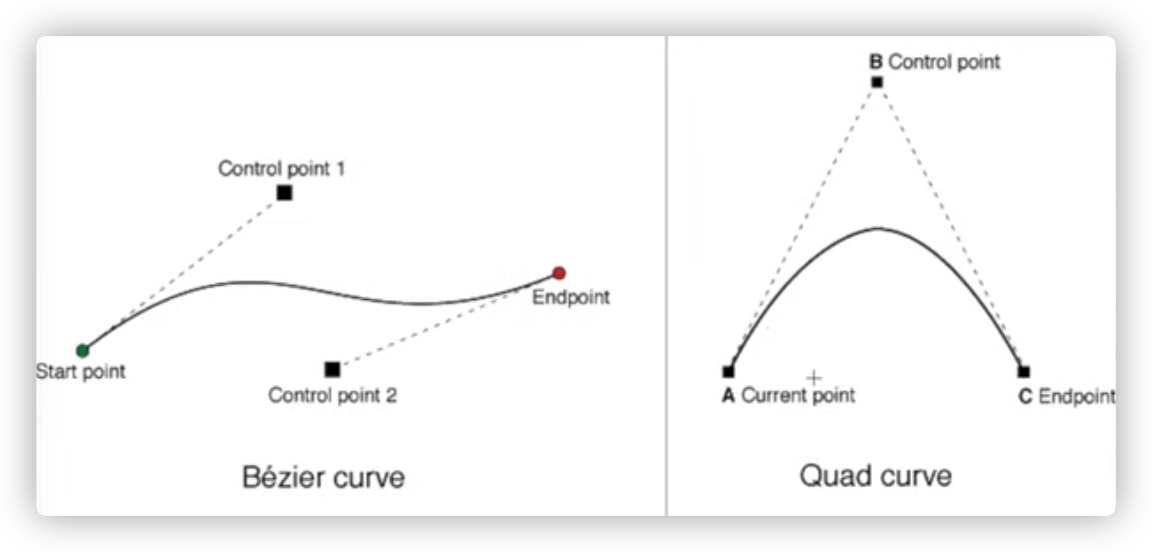 Control point 1
Start point
Endpoint
Control point 2
Bézier curve
B Control point
A Current point
C Endpoint
Quad curve